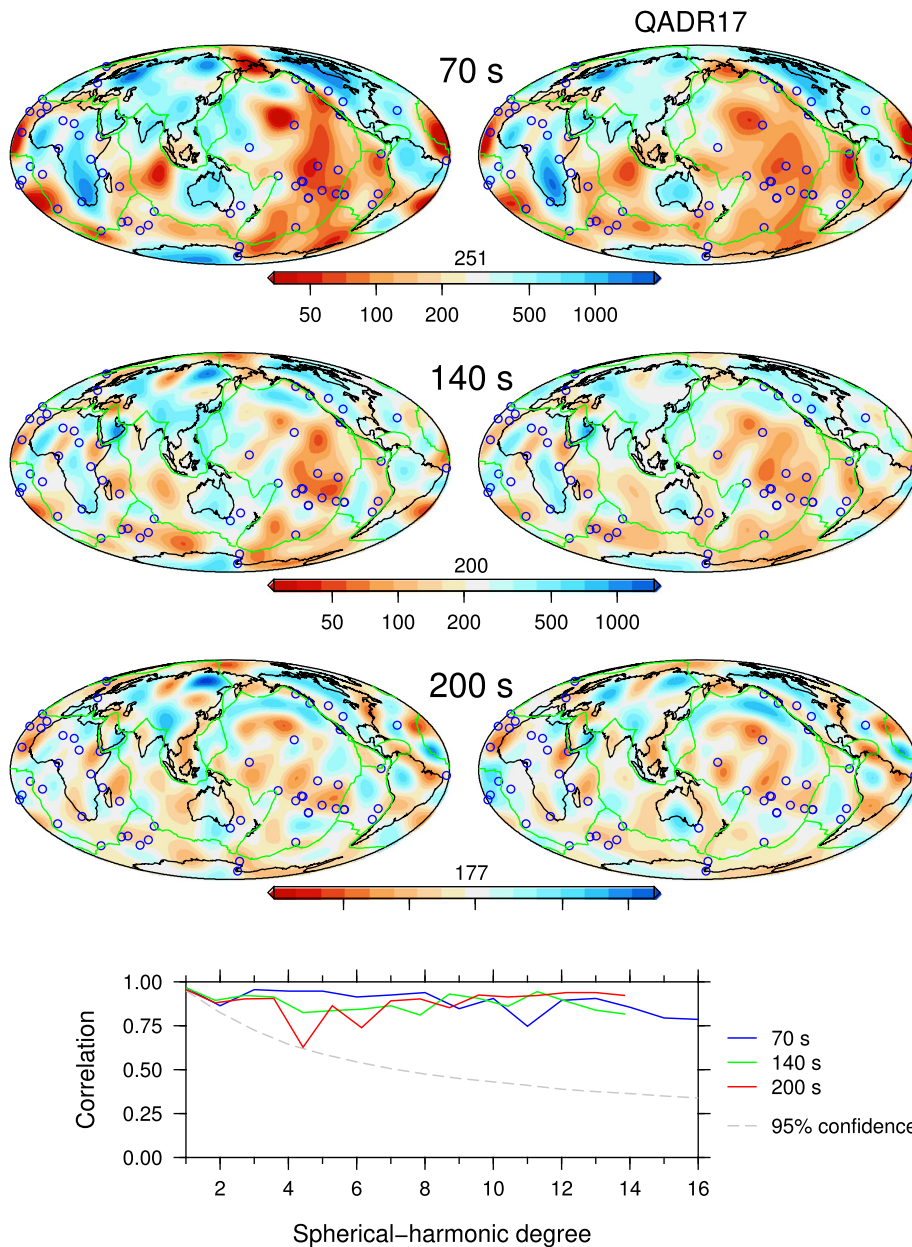 QADR17
70 s
251
50 100 200 500 1000
140 s
200
50 100 200 500 1000
200 s
177
1.00
0.75
0.50
0.25
0.00
Correlation
2 4 6 8 10 12 14 16
Spherical−harmonic degree
70 s
140 s
200 s
95% confidence